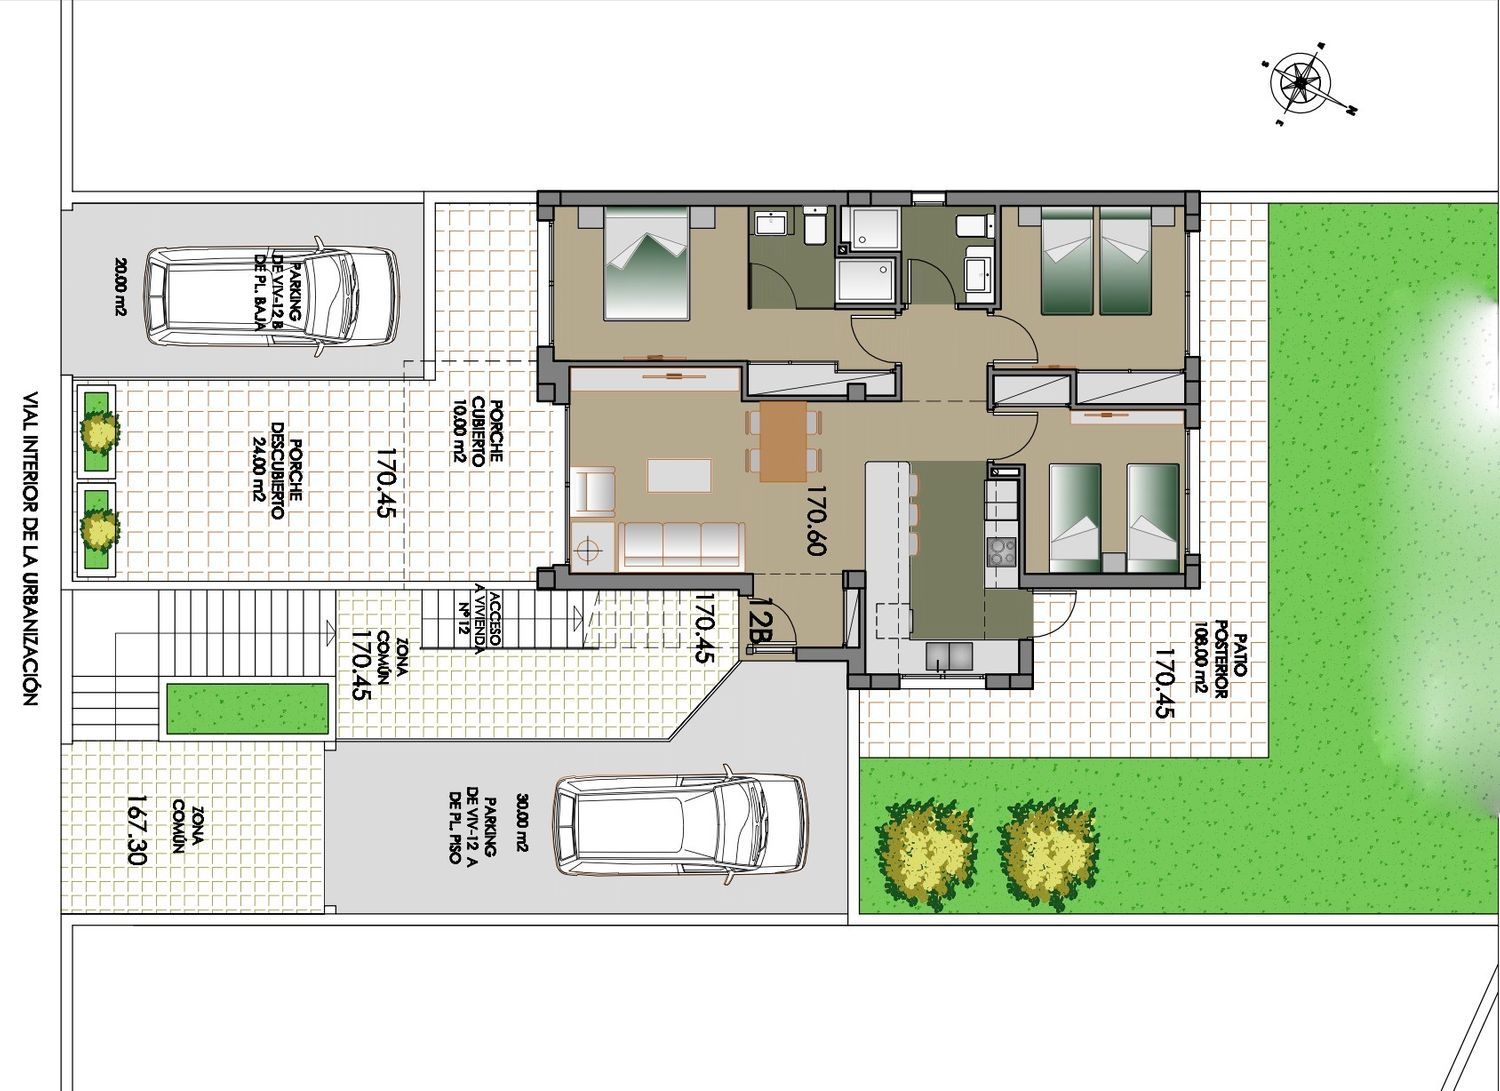 PARKING
DE VIV-12 B
DE PL. BAJA
20.00 m2
PORCHE
CUBIERTO
10.00 m2
PORCHE
DESCUBIERTO
24.00 m2
170.45
VIAL INTERIOR DE LA URBANIZACIÓN
170.60
ACCESO
A VIVIENDA
Nº12
170.45
12B
ZONA
COMÚN
170.45
PATIO
POSTERIOR
108.00 m2
170.45
ZONA
COMÚN
167.30
30.00 m2
PARKING
DE VIV-12 A
DE PL. PISO
S
N
E